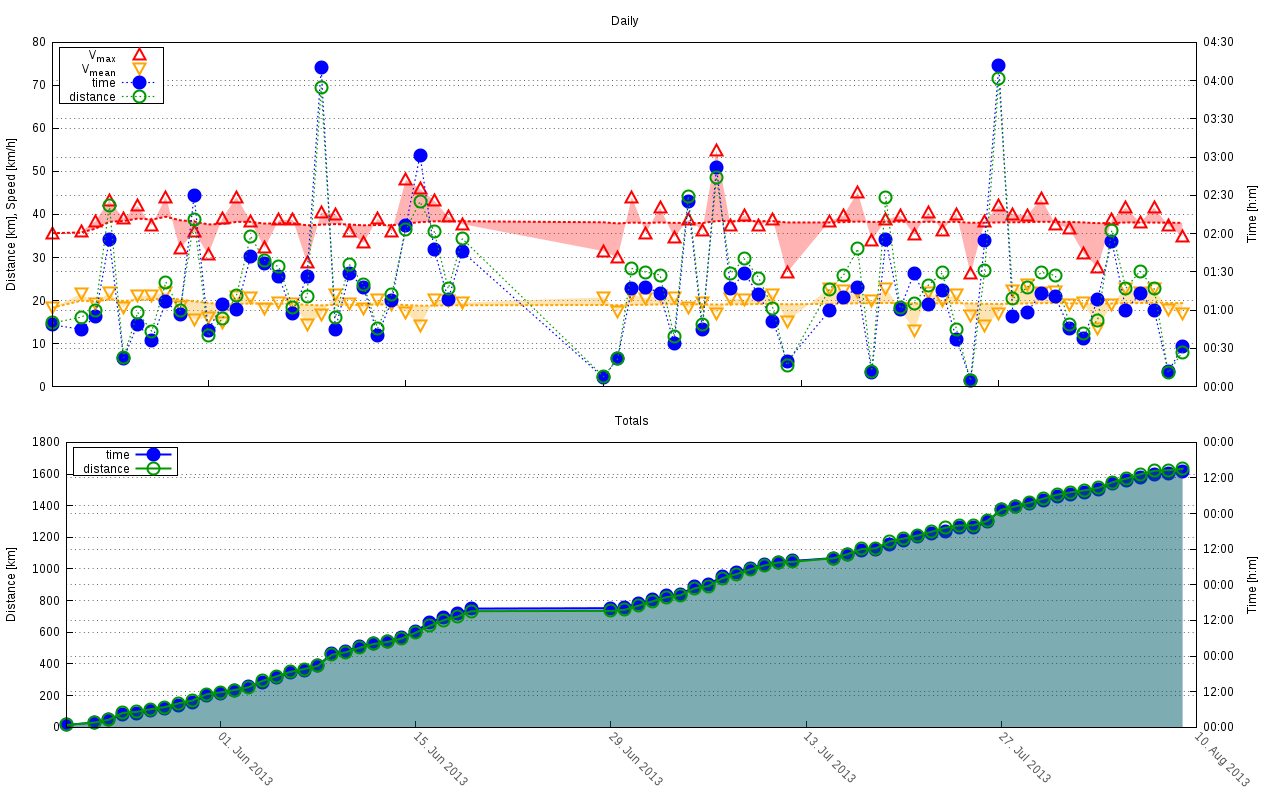 Daily
Distance [km], Speed [km/h]
Time [h:m]
80
70
60
50
40
30
20
10
0
04:30
04:00
03:30
03:00
02:30
02:00
01:30
01:00
00:30
00:00
Vmax
Vmean
time
distance
Totals
Distance [km]
Time [h:m]
1800
1600
1400
1200
1000
800
600
400
200
0
00:00
12:00
00:00
12:00
00:00
12:00
00:00
12:00
00:00
time
distance
01. Jun 2013
15. Jun 2013
29. Jun 2013
13. Jul 2013
27. Jul 2013
10. Aug 2013